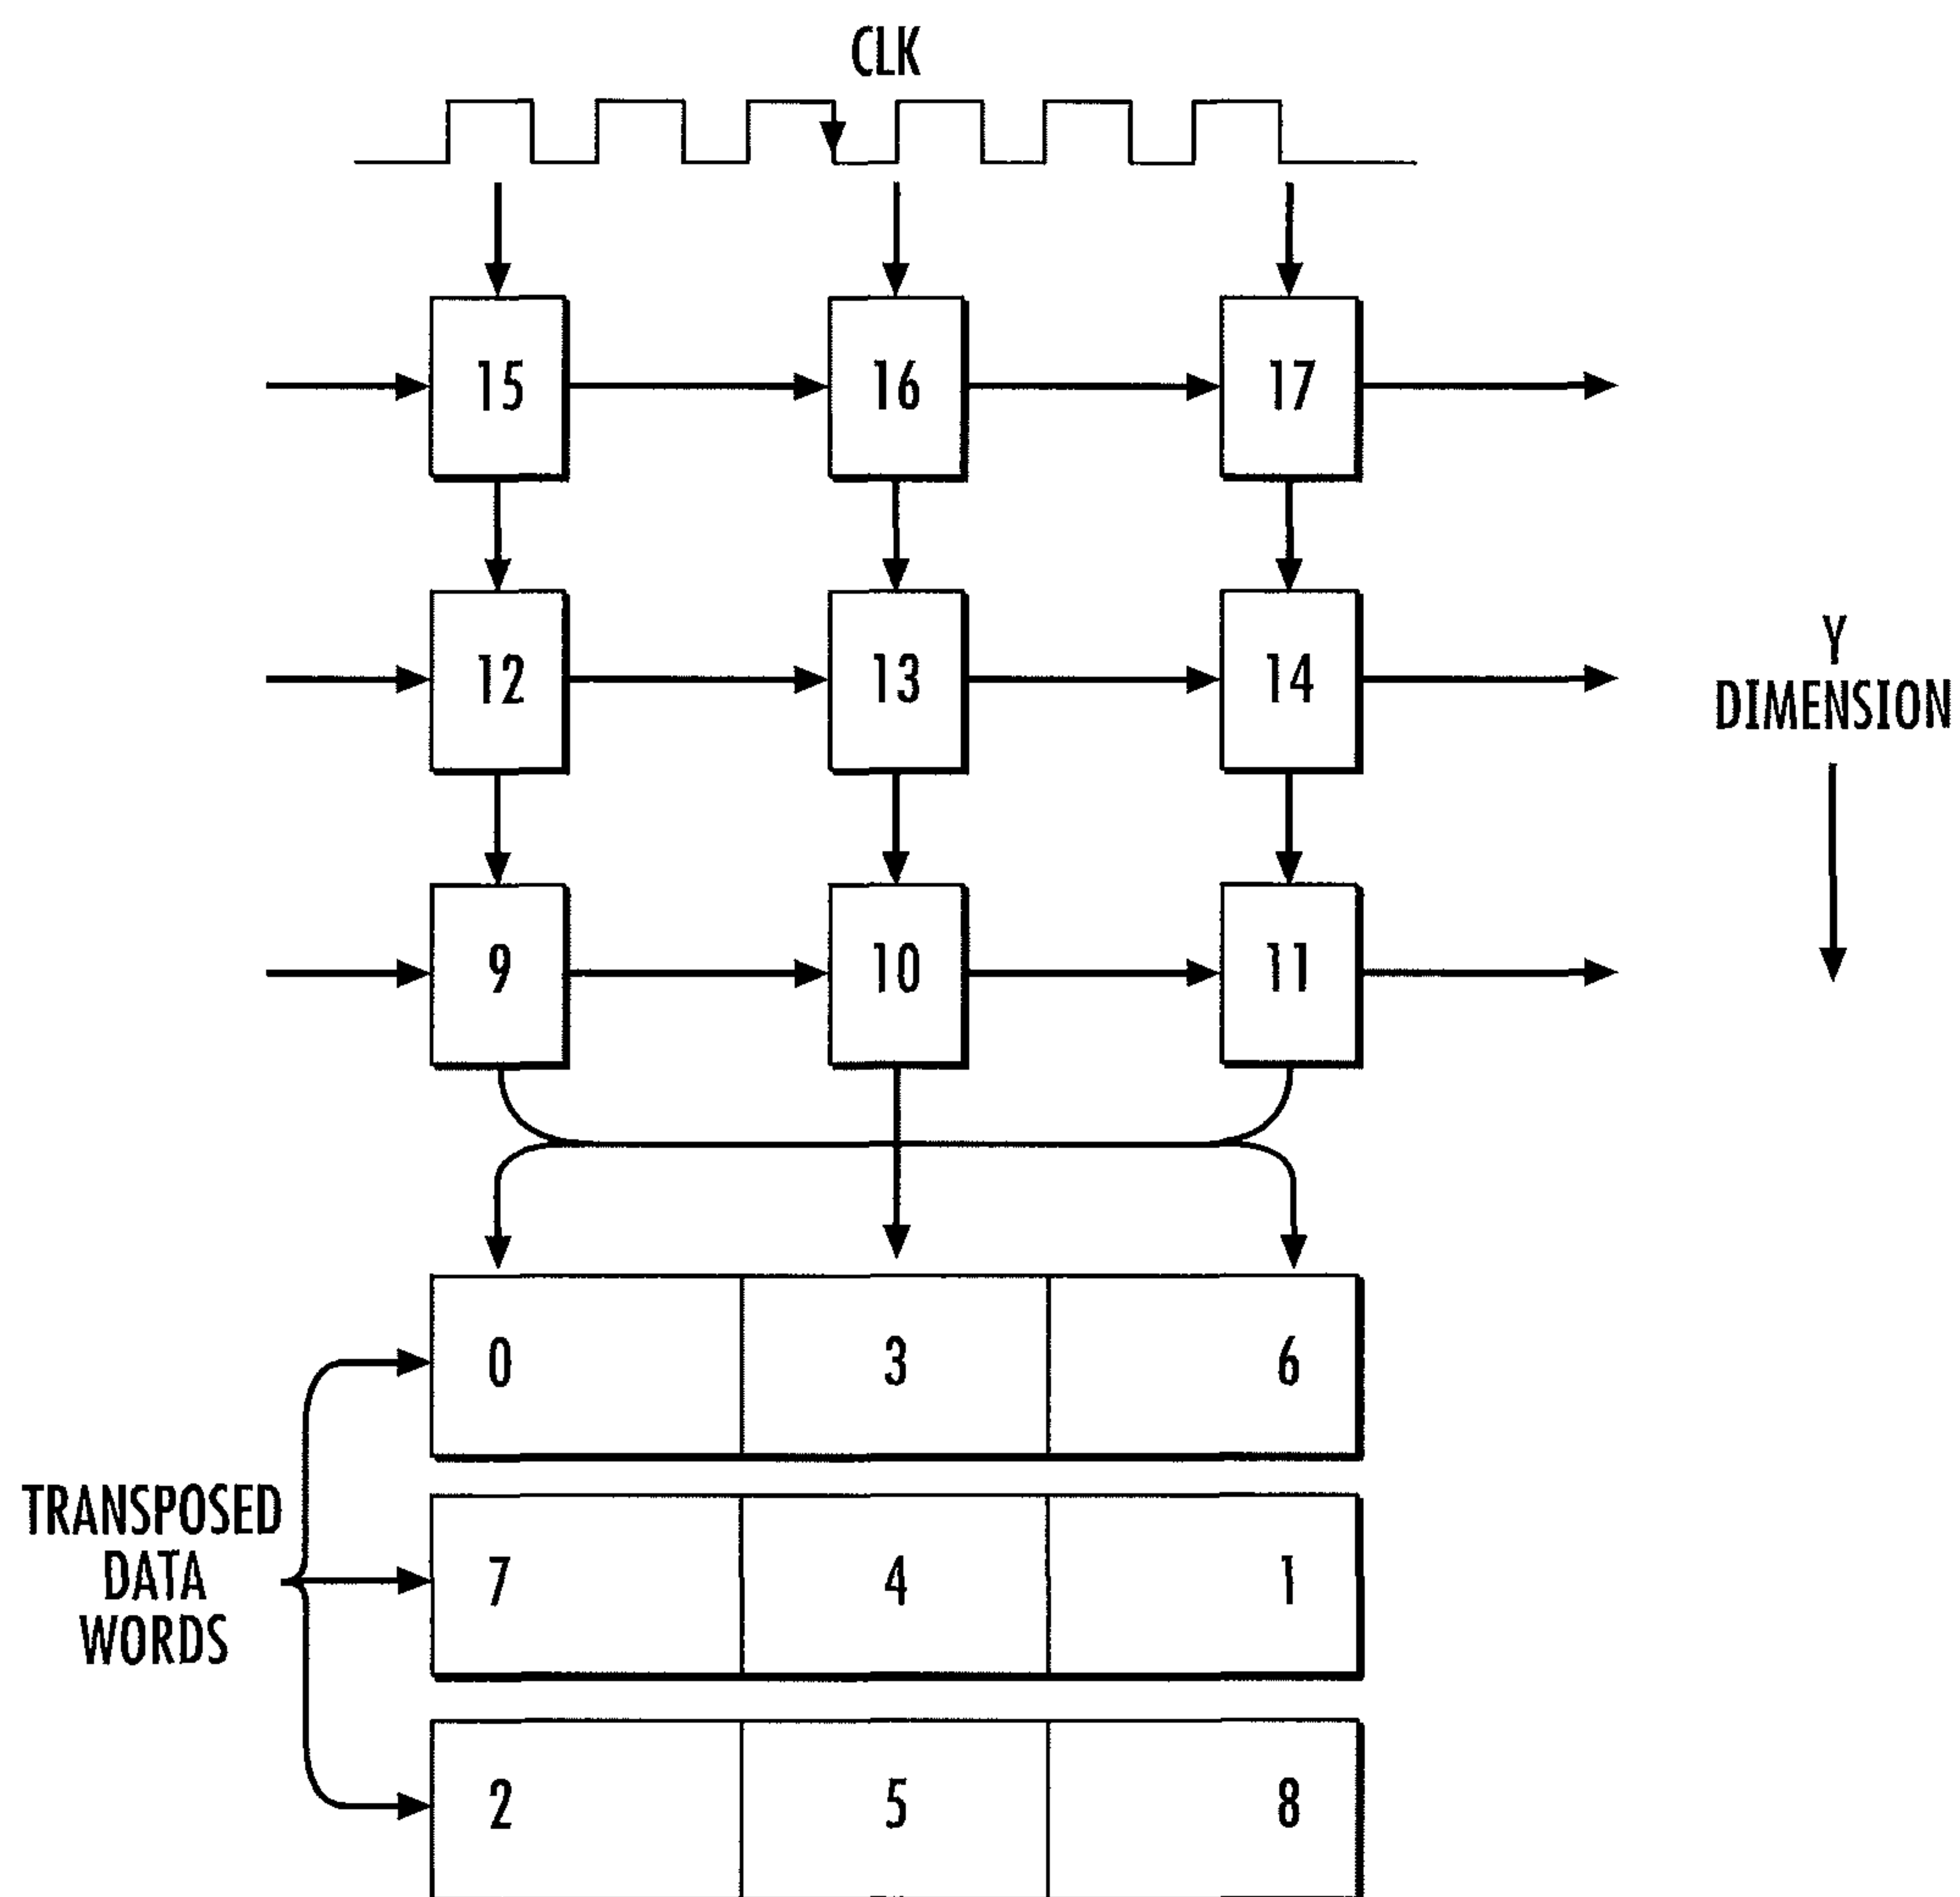 CLK
15 16 17
12 13 14
Y
DIMENSION
9 10 11
0 3 6
TRANSPOSED
DATA
WORDS
7 4 1
2 5 8